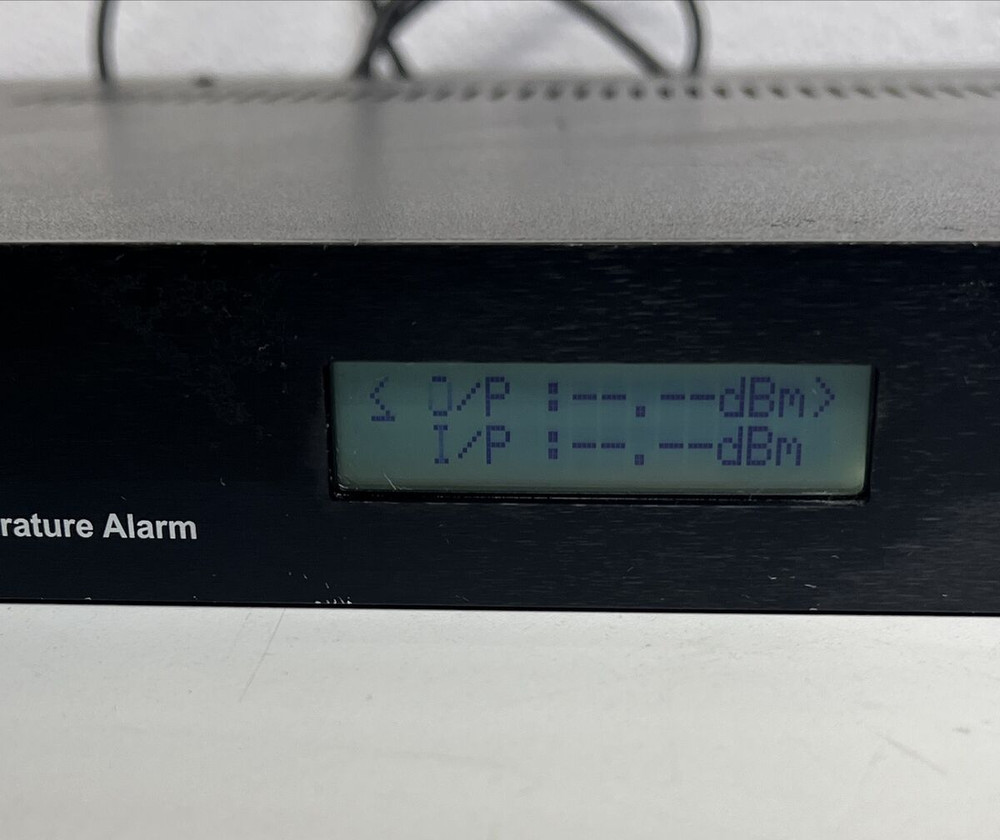 < O/P :--.--dBm>
I/P :--.--dBm
rature Alarm